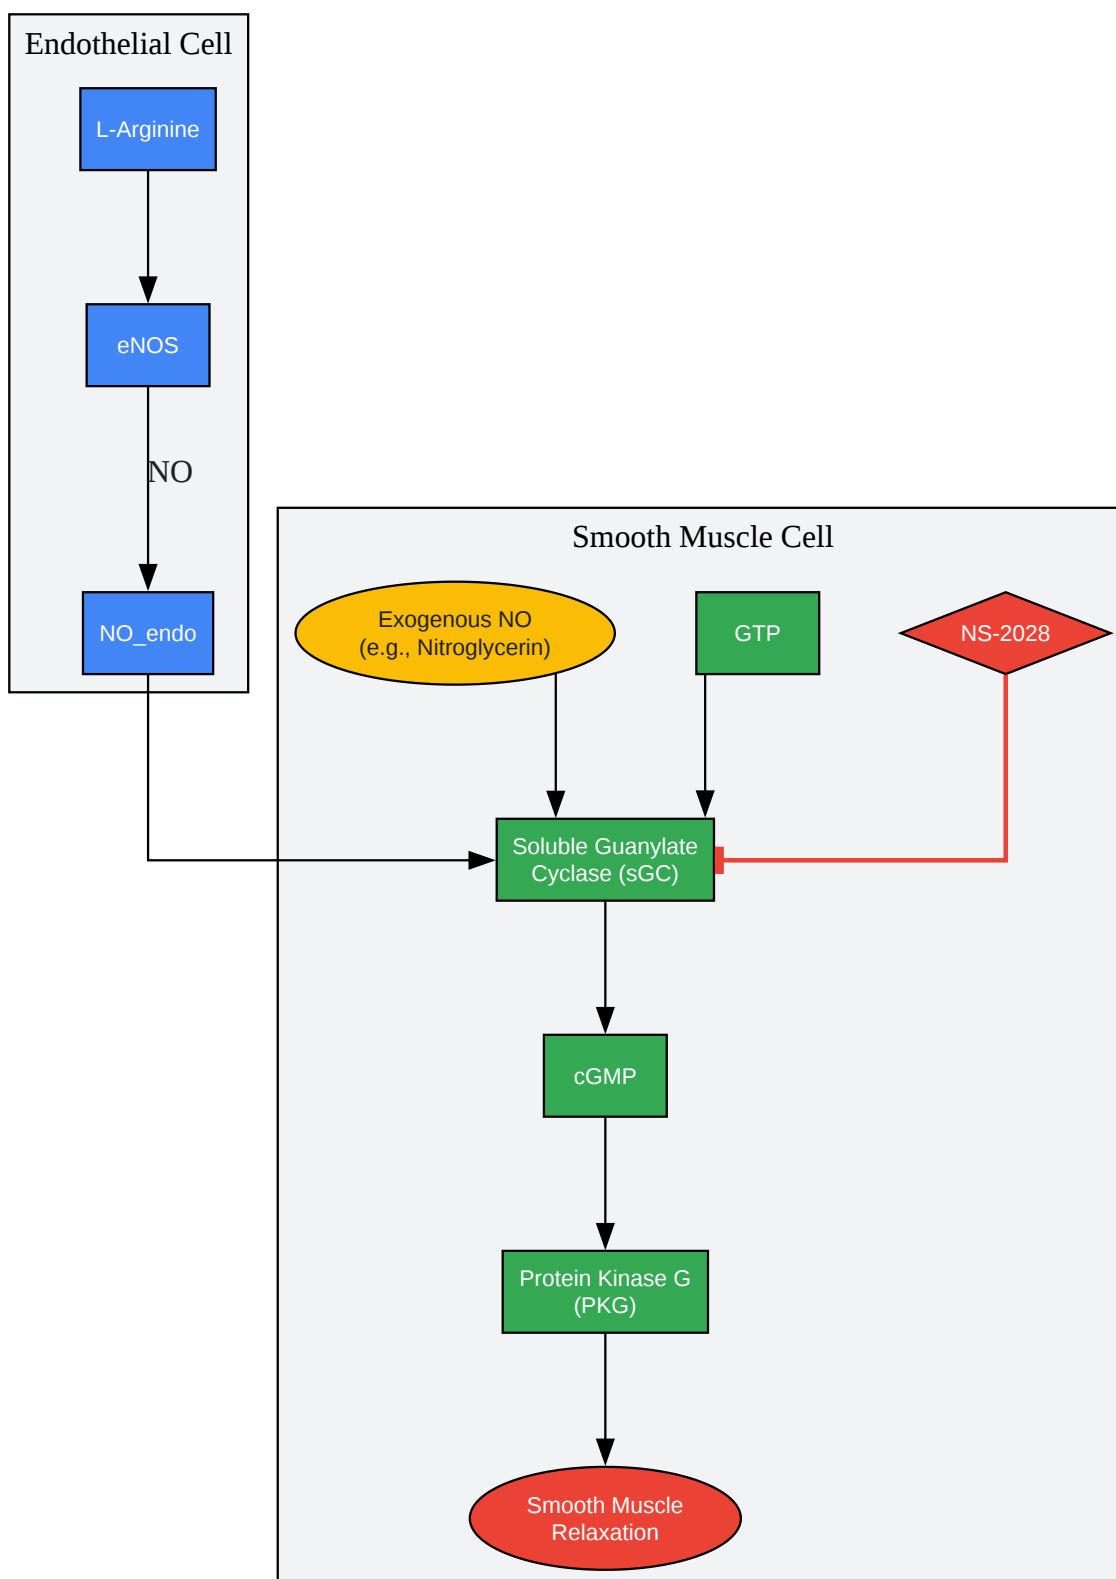 Endothelial Cell
L-Arginine
eNOS
NO
NO_endo
Smooth Muscle Cell
Exogenous NO
(e.g., Nitroglycerin)
GTP
NS-2028
Soluble Guanylate
Cyclase (sGC)
cGMP
Protein Kinase G
(PKG)
Smooth Muscle
Relaxation